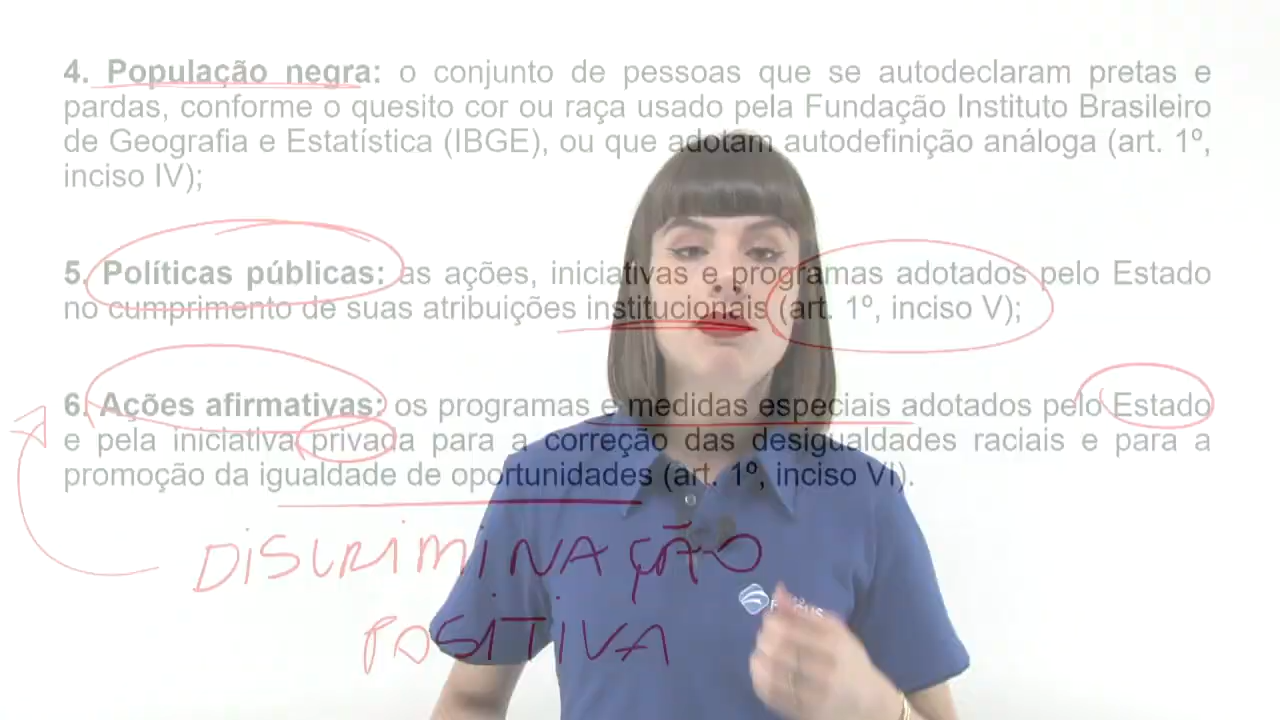 4. População negra: o conjunto de pessoas que se autodeclaram pretas e
pardas, conforme o quesito cor ou raça usado pela Fundação Instituto Brasileiro
de Geografia e Estatística (IBGE), ou que adotam autodefinição análoga (art. 1º,
inciso IV);
5. Políticas públicas: as ações, iniciativas e programas adotados pelo Estado
no cumprimento de suas atribuições institucionais (art. 1º, inciso V);
6. Ações afirmativas: os programas e medidas especiais adotados pelo Estado
e pela iniciativa privada para a correção das desigualdades raciais e para a
promoção da igualdade de oportunidades (art. 1º, inciso VI).
DISCRIMINAÇÃO
POSITIVA